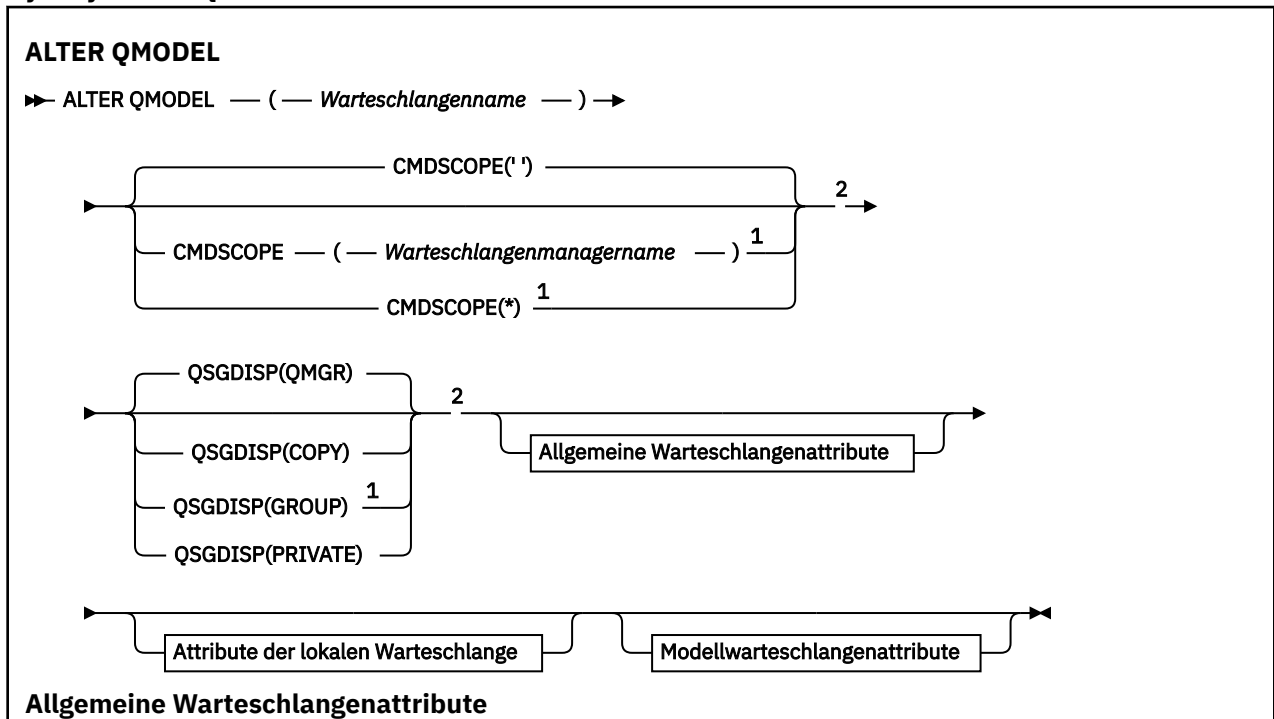 ALTER QMODEL
ALTER QMODEL ( Warteschlangenname )
CMDSCOPE(' ')
2
CMDSCOPE ( Warteschlangenmanagername ) 1
CMDSCOPE(*) 1
QSGDISP(QMGR)
2
QSGDISP(COPY)
Allgemeine Warteschlangenattribute
QSGDISP(GROUP) 1
QSGDISP(PRIVATE)
Attribute der lokalen Warteschlange Modellwarteschlangenattribute
Allgemeine Warteschlangenattribute